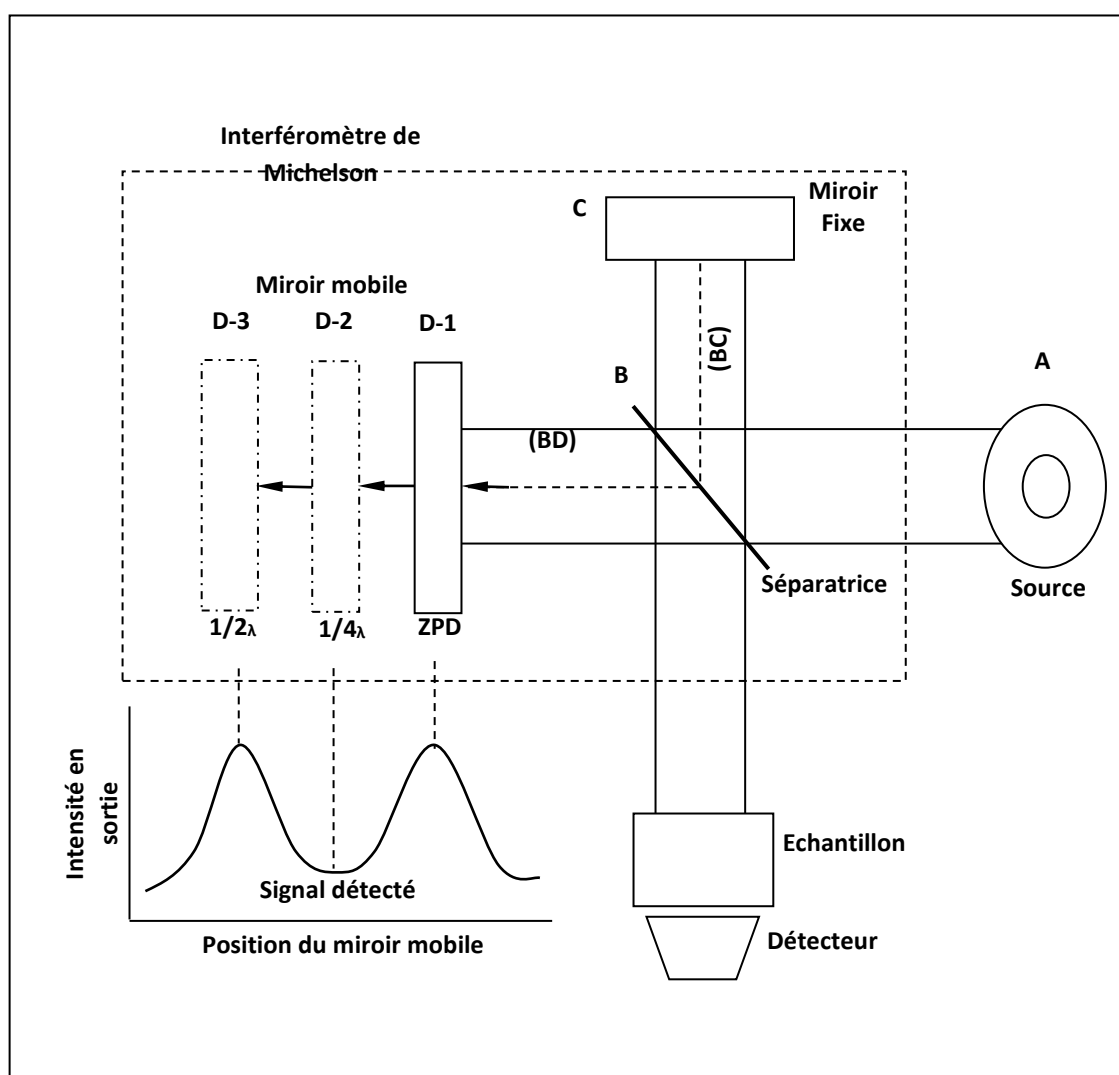 Interféromètre de
Michelson
Miroir
Fixe
C
Miroir mobile
D-3 D-2 D-1
(BC)
B
A
(BD)
Séparatrice
Source
1/2λ 1/4λ ZPD
Intensité en
sortie
Signal détecté
Position du miroir mobile
Echantillon
Détecteur